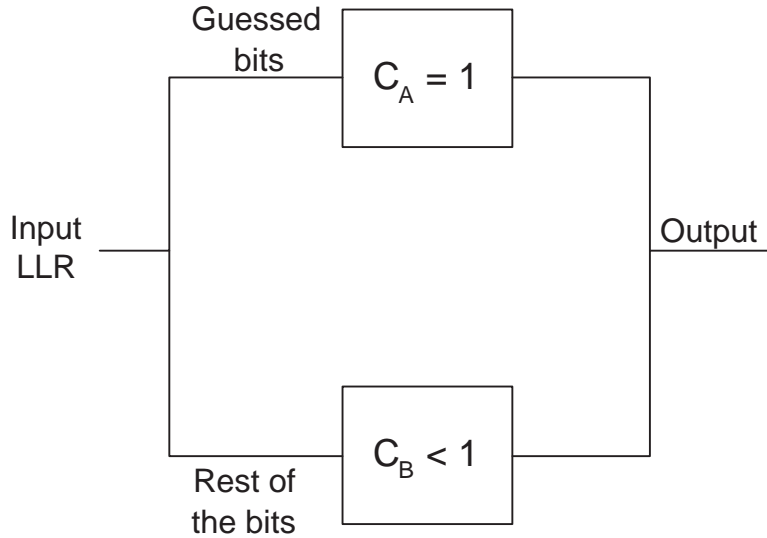 Guessed
bits
C_A = 1
Input
LLR
Output
C_B < 1
Rest of
the bits